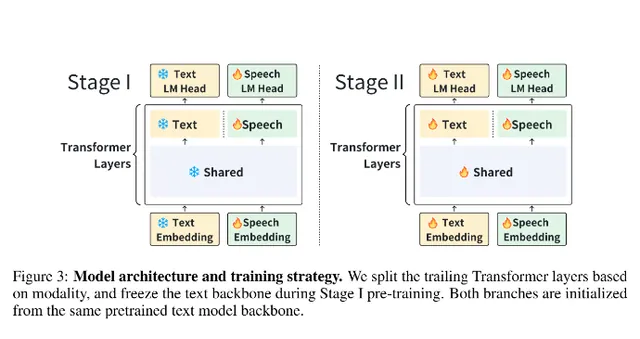 Stage I
Text
LM Head
Speech
LM Head
Transformer
Layers
Text
Speech
Shared
Text
Embedding
Speech
Embedding
Stage II
Text
LM Head
Speech
LM Head
Transformer
Layers
Text
Speech
Shared
Text
Embedding
Speech
Embedding
Figure 3: Model architecture and training strategy. We split the trailing Transformer layers based
on modality, and freeze the text backbone during Stage I pre-training. Both branches are initialized
from the same pretrained text model backbone.